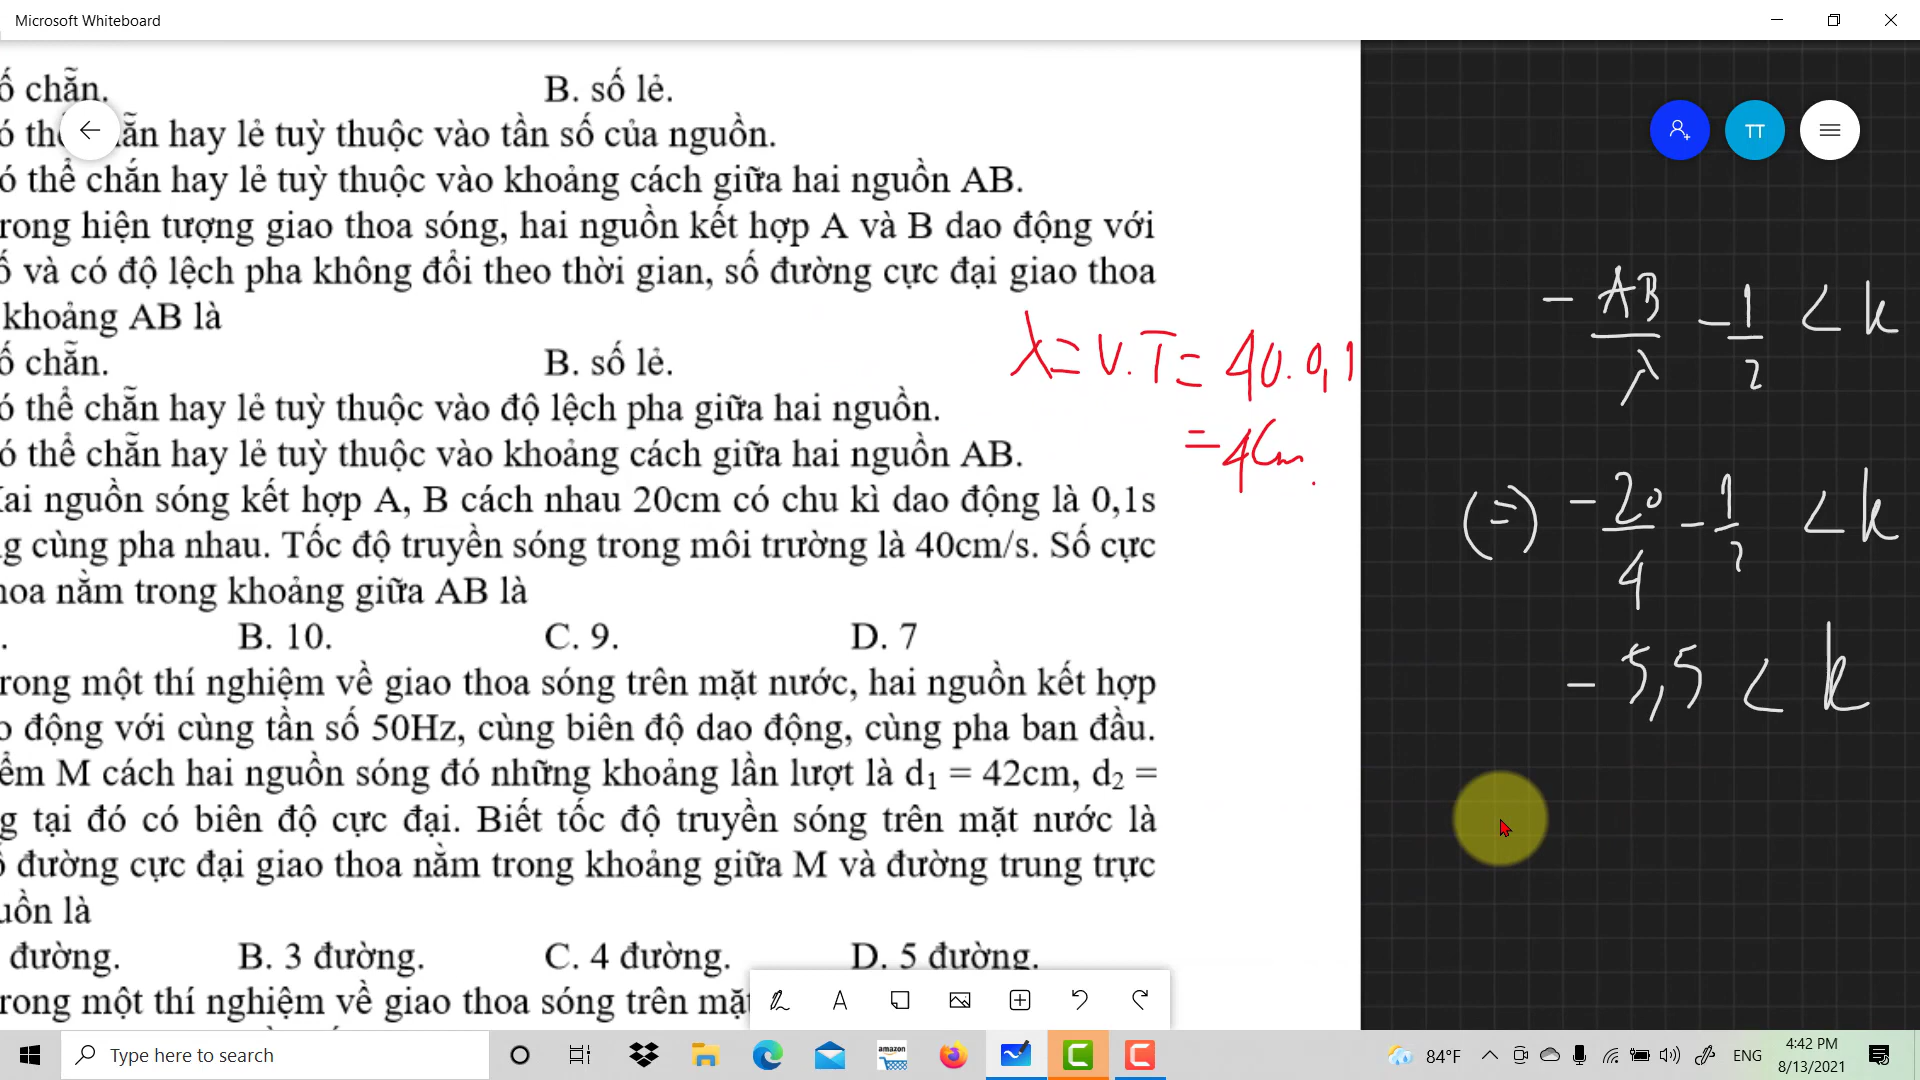 Microsoft Whiteboard
ố chẵn. B. số lẻ.
ó thể chẵn hay lẻ tuỳ thuộc vào tần số của nguồn.
ó thể chẵn hay lẻ tuỳ thuộc vào khoảng cách giữa hai nguồn AB.
rong hiện tượng giao thoa sóng, hai nguồn kết hợp A và B dao động với
ố và có độ lệch pha không đổi theo thời gian, số đường cực đại giao thoa
khoảng AB là
ố chẵn. B. số lẻ.
ó thể chẵn hay lẻ tuỳ thuộc vào độ lệch pha giữa hai nguồn.
ó thể chẵn hay lẻ tuỳ thuộc vào khoảng cách giữa hai nguồn AB.
ai nguồn sóng kết hợp A, B cách nhau 20cm có chu kì dao động là 0,1s
g cùng pha nhau. Tốc độ truyền sóng trong môi trường là 40cm/s. Số cực
hoa nằm trong khoảng giữa AB là
. B. 10. C. 9. D. 7
rong một thí nghiệm về giao thoa sóng trên mặt nước, hai nguồn kết hợp
o động với cùng tần số 50Hz, cùng biên độ dao động, cùng pha ban đầu.
ểm M cách hai nguồn sóng đó những khoảng lần lượt là d₁ = 42cm, d₂ =
g tại đó có biên độ cực đại. Biết tốc độ truyền sóng trên mặt nước là
ố đường cực đại giao thoa nằm trong khoảng giữa M và đường trung trực
uồn là
đường. B. 3 đường. C. 4 đường. D. 5 đường.
rong một thí nghiệm về giao thoa sóng trên mặt
λ = v.T = 40.0,1
= 4cm.
TT
- AB/λ - 1/2 < k
(=) - 20/4 - 1/2 < k
- 5,5 < k
Type here to search
amazon
84°F
ENG
4:42 PM
8/13/2021